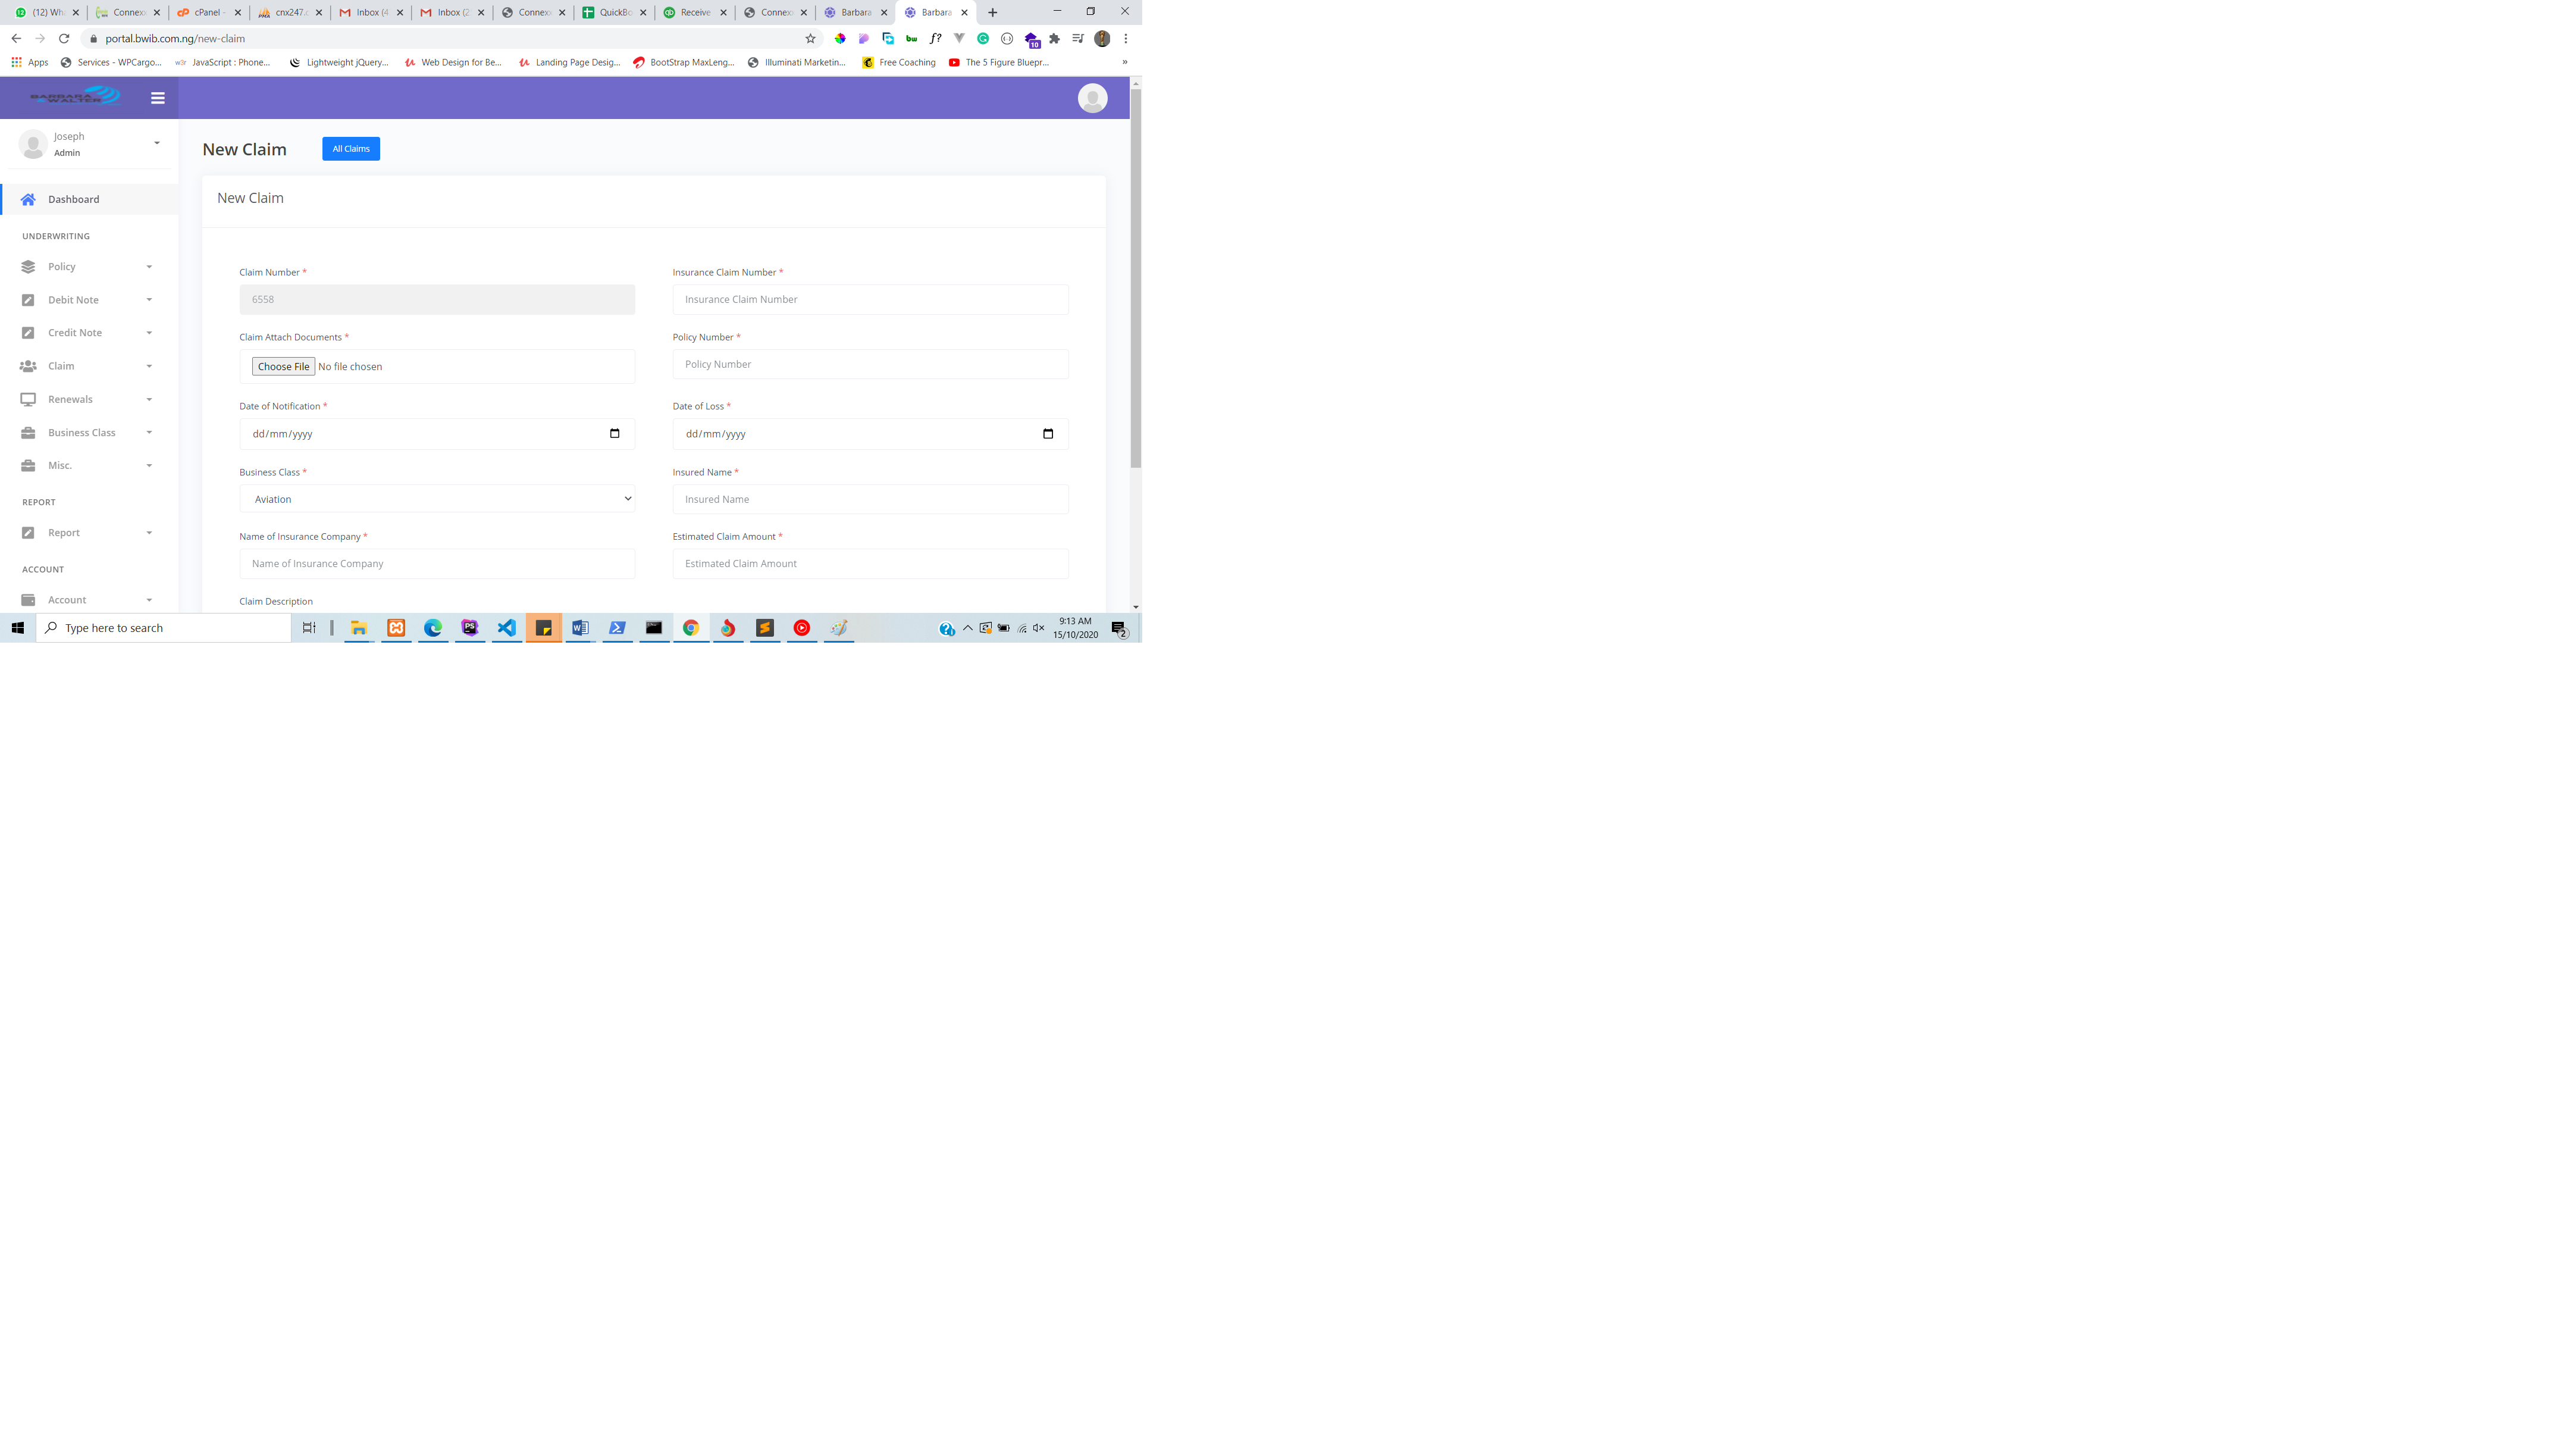 (12) Wh
Connex
cPanel -
cnx247.c
Inbox (4
Inbox (2
Connex
QuickBo
Receive
Connex
Barbara
Barbara
portal.bwib.com.ng/new-claim
bw
f?
10
Apps
Services - WPCargo...
w3r JavaScript : Phone...
Lightweight jQuery...
Web Design for Be...
Landing Page Desig...
BootStrap MaxLeng...
Illuminati Marketin...
Free Coaching
The 5 Figure Bluepr...
»
BARBARA
& WALTER
Joseph
Admin
New Claim
All Claims
Dashboard
New Claim
UNDERWRITING
Policy
Debit Note
Credit Note
Claim
Renewals
Business Class
Misc.
REPORT
Report
ACCOUNT
Account
Claim Number *
6558
Insurance Claim Number *
Insurance Claim Number
Claim Attach Documents *
Choose File No file chosen
Policy Number *
Policy Number
Date of Notification *
dd/mm/yyyy
Date of Loss *
dd/mm/yyyy
Business Class *
Aviation
Insured Name *
Insured Name
Name of Insurance Company *
Name of Insurance Company
Estimated Claim Amount *
Estimated Claim Amount
Claim Description
Type here to search
9:13 AM
15/10/2020
2